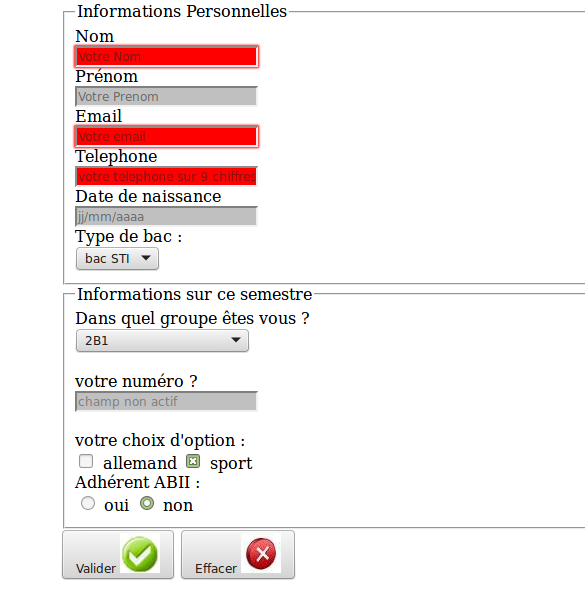 Informations Personnelles
Nom
Votre Nom
Prénom
Votre Prenom
Email
Votre email
Telephone
votre telephone sur 9 chiffres
Date de naissance
jj/mm/aaaa
Type de bac :
bac STI
Informations sur ce semestre
Dans quel groupe êtes vous ?
2B1
votre numéro ?
champ non actif
votre choix d'option :
allemand sport
Adhérent ABII :
oui non
Valider Effacer